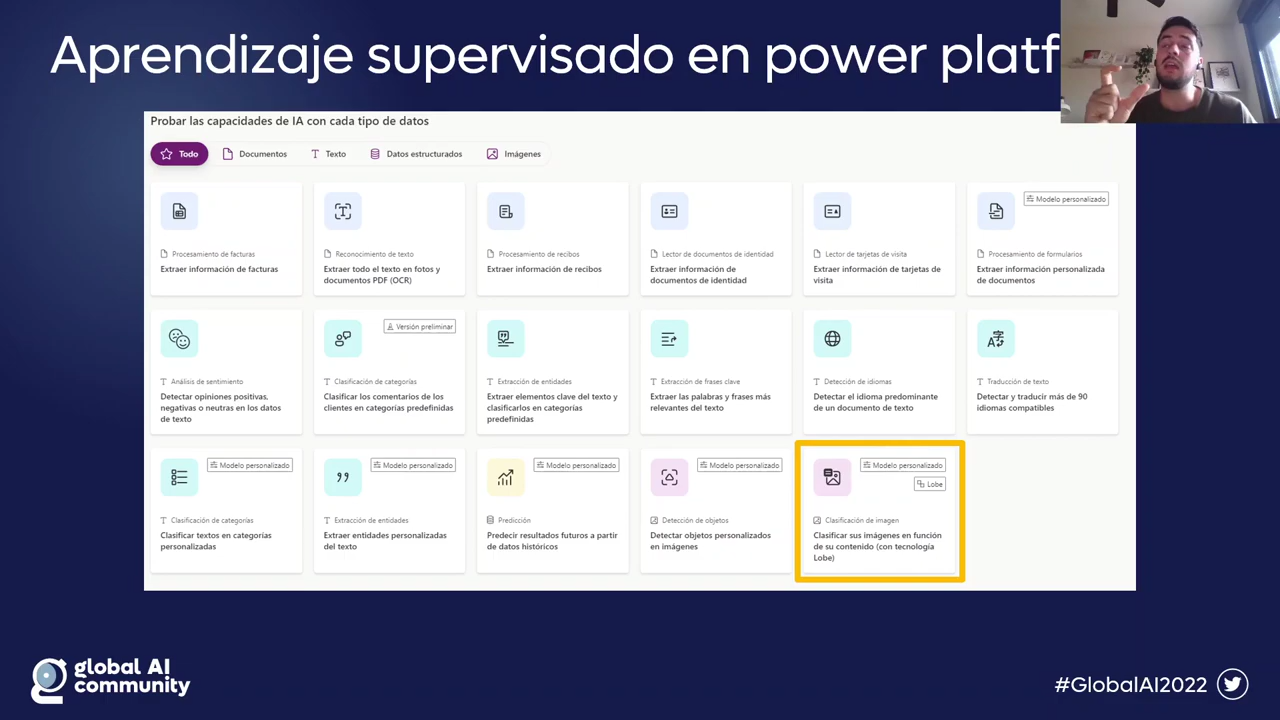 Aprendizaje supervisado en power platf
Probar las capacidades de IA con cada tipo de datos
Todo
Documentos
Texto
Datos estructurados
Imágenes
Procesamiento de facturas
Extraer información de facturas
Reconocimiento de texto
Extraer todo el texto en fotos y
documentos PDF (OCR)
Procesamiento de recibos
Extraer información de recibos
Lector de documentos de identidad
Extraer información de
documentos de identidad
Lector de tarjetas de visita
Extraer información de tarjetas de
visita
Modelo personalizado
Procesamiento de formularios
Extraer información personalizada
de documentos
Análisis de sentimiento
Detectar opiniones positivas,
negativas o neutras en los datos
de texto
Versión preliminar
Clasificación de categorías
Clasificar los comentarios de los
clientes en categorías predefinidas
Extracción de entidades
Extraer elementos clave del texto y
clasificarlos en categorías
predefinidas
Extracción de frases clave
Extraer las palabras y frases más
relevantes del texto
Detección de idiomas
Detectar el idioma predominante
de un documento de texto
Traducción de texto
Detectar y traducir más de 90
idiomas compatibles
Modelo personalizado
Clasificación de categorías
Clasificar textos en categorías
personalizadas
Modelo personalizado
Extracción de entidades
Extraer entidades personalizadas
del texto
Modelo personalizado
Predicción
Predecir resultados futuros a partir
de datos históricos
Modelo personalizado
Detección de objetos
Detectar objetos personalizados
en imágenes
Modelo personalizado
Lobe
Clasificación de imagen
Clasificar sus imágenes en función
de su contenido (con tecnología
Lobe)
global AI
community
#GlobalAI2022